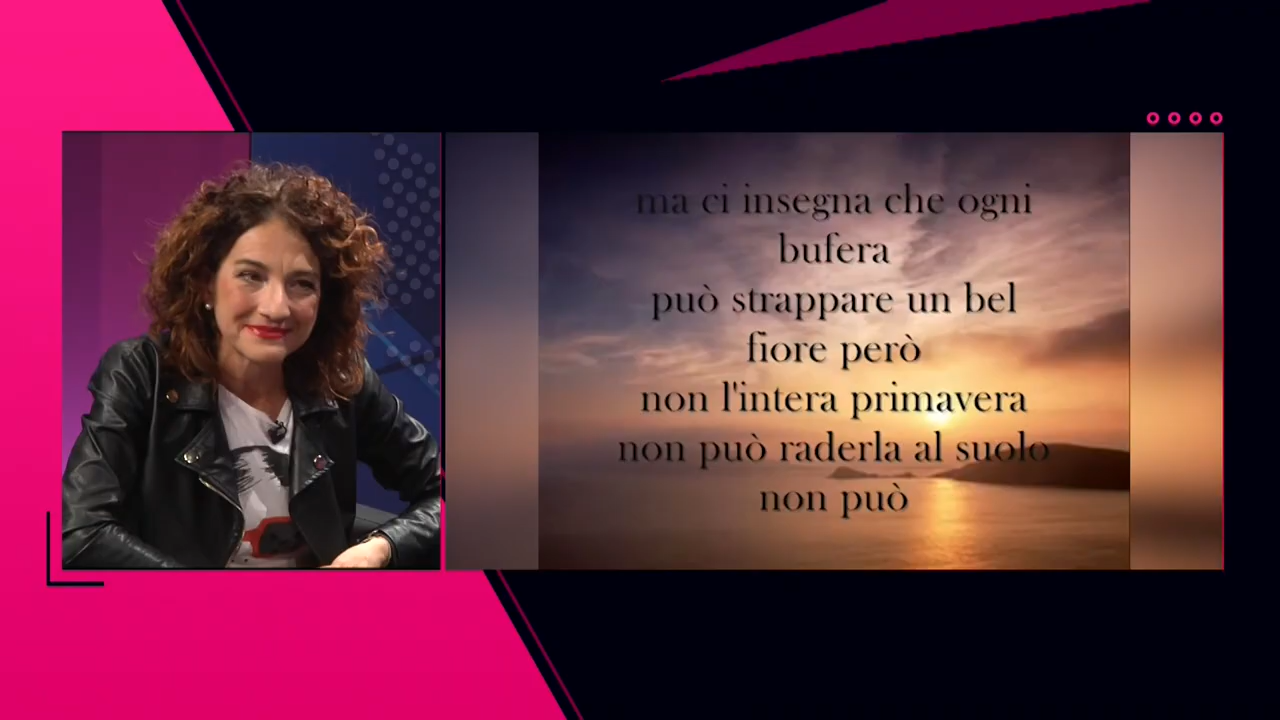 ma ci insegna che ogni
bufera
può strappare un bel
fiore però
non l'intera primavera
non può raderla al suolo
non può